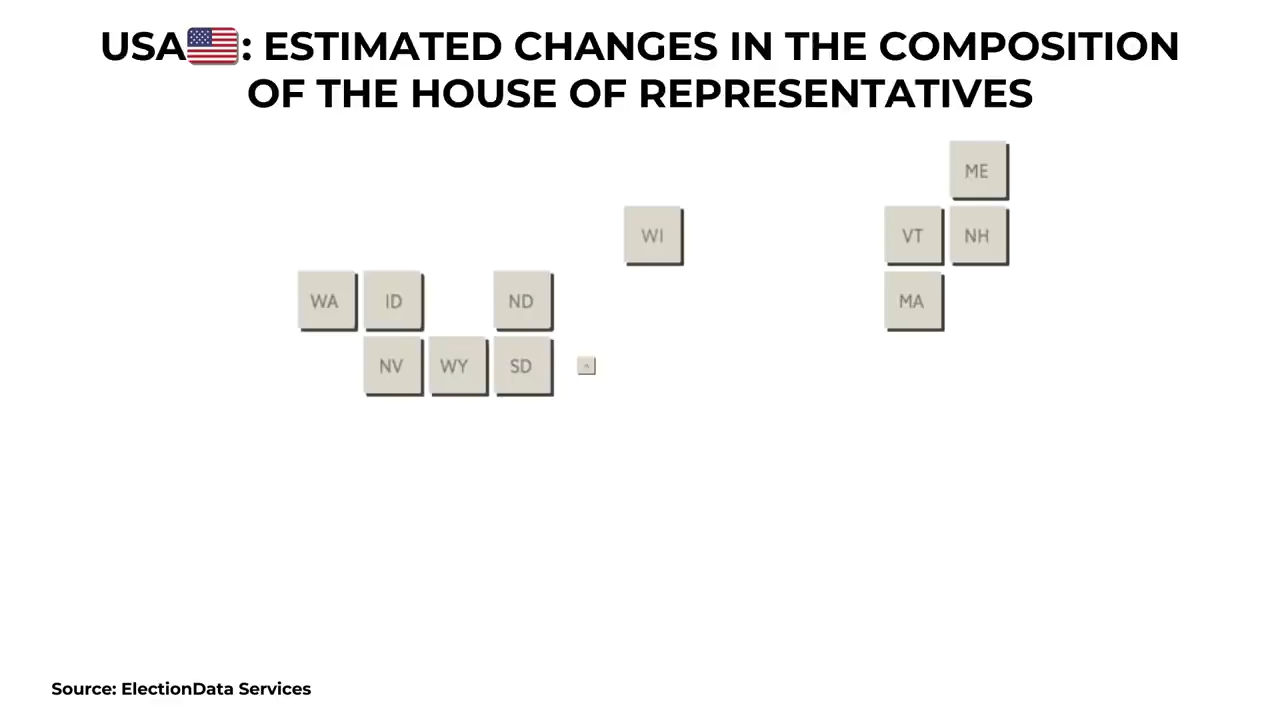 USA🇺🇸: ESTIMATED CHANGES IN THE COMPOSITION
OF THE HOUSE OF REPRESENTATIVES
ME
WI VT NH
WA ID ND MA
NV WY SD
Source: ElectionData Services